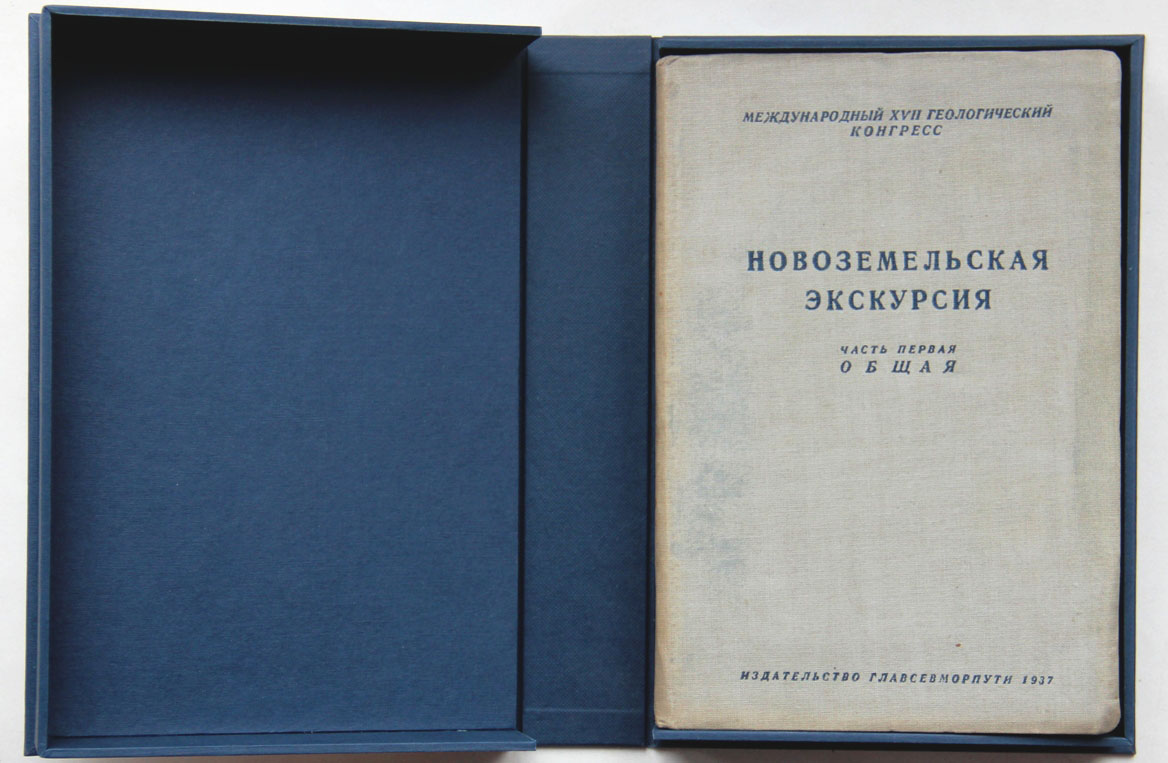 МЕЖДУНАРОДНЫЙ XVII ГЕОЛОГИЧЕСКИЙ
КОНГРЕСС
НОВОЗЕМЕЛЬСКАЯ
ЭКСКУРСИЯ
ЧАСТЬ ПЕРВАЯ
ОБЩАЯ
ИЗДАТЕЛЬСТВО ГЛАВСЕВМОРПУТИ 1937